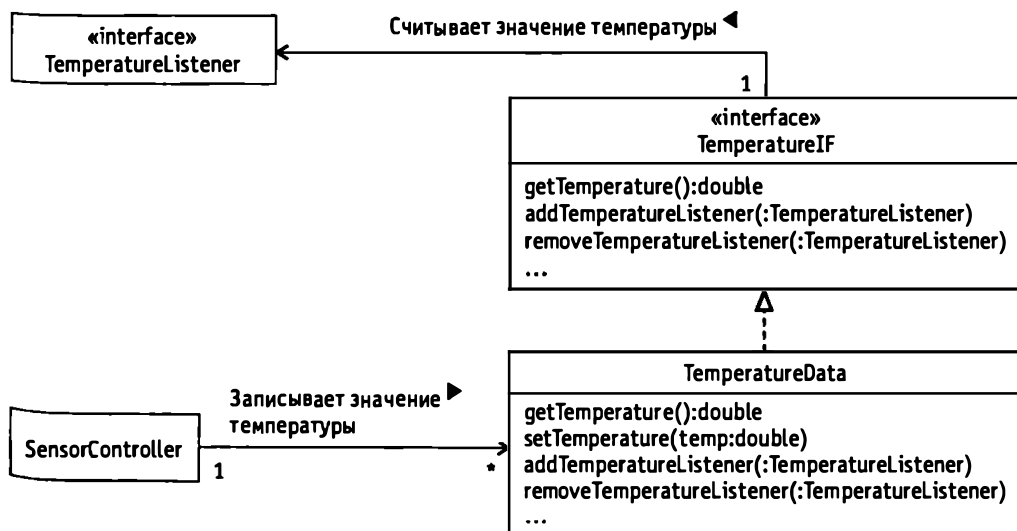 Считывает значение температуры ◄
«interface»
TemperatureListener
1
«interface»
TemperatureIF
getTemperature():double
addTemperatureListener(:TemperatureListener)
removeTemperatureListener(:TemperatureListener)
...
TemperatureData
Записывает значение ►
температуры
getTemperature():double
setTemperature(temp:double)
addTemperatureListener(:TemperatureListener)
removeTemperatureListener(:TemperatureListener)
...
SensorController
1
*